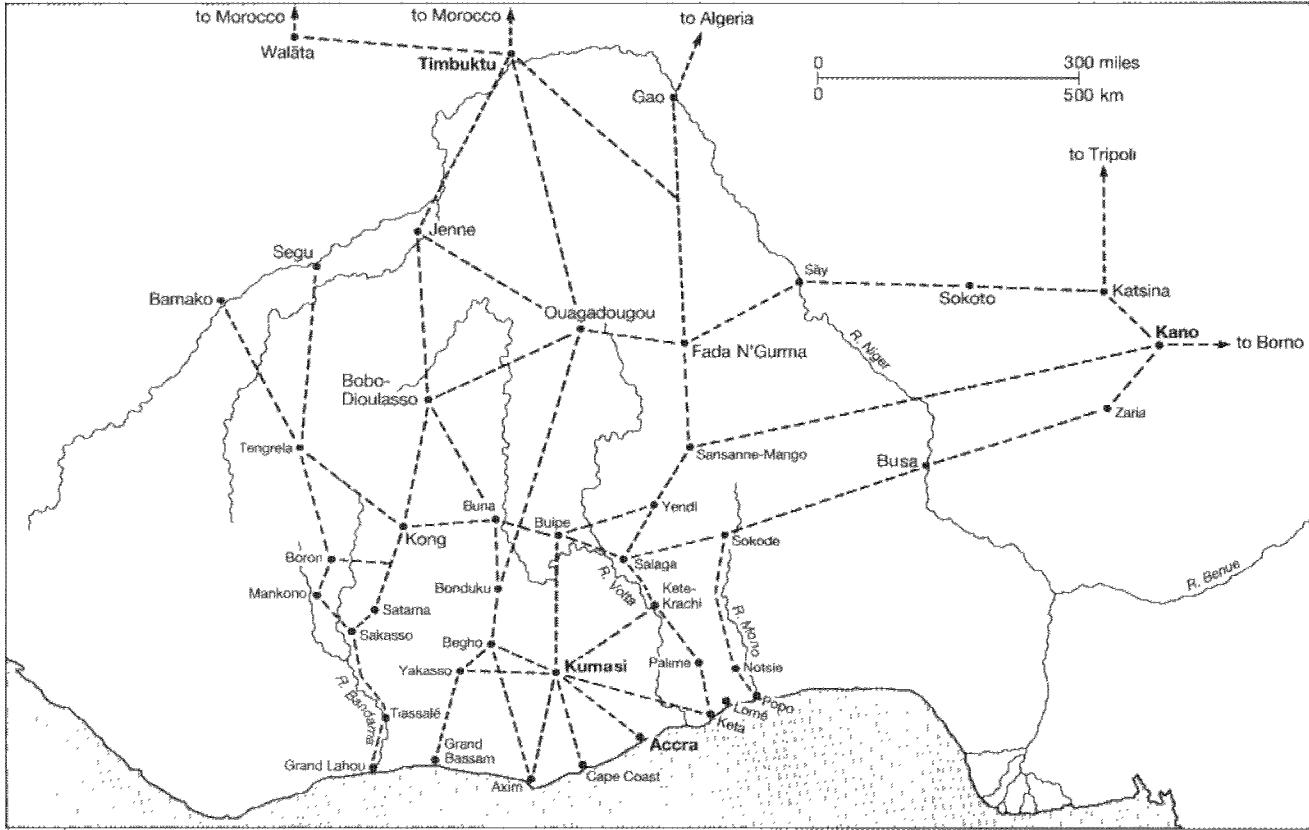 to Morocco
to Morocco
to Algeria
Walāta
Timbuktu
0 300 miles
0 500 km
Gao
to Tripoli
Jenne
Segu
Bamako
Sāy
Sokoto
Katsina
Ouagadougou
Kano
to Borno
Fada N'Gurma
R. Niger
Bobo-
Dioulasso
Zaria
Tengrela
Sansanne-Mango
Busa
Buna
Buipe
Yendi
Kong
Sokode
Boron
Salaga
R. Benue
Mankono
Bonduku
R. Volta
Kete-
Krachi
Satama
Sakasso
R. Mono
Begho
Yakasso
Kumasi
Palime
Notsie
R. Bandama
Tiassalé
Popo
Lomé
Keta
Accra
Grand
Bassam
Grand Lahou
Axim
Cape Coast